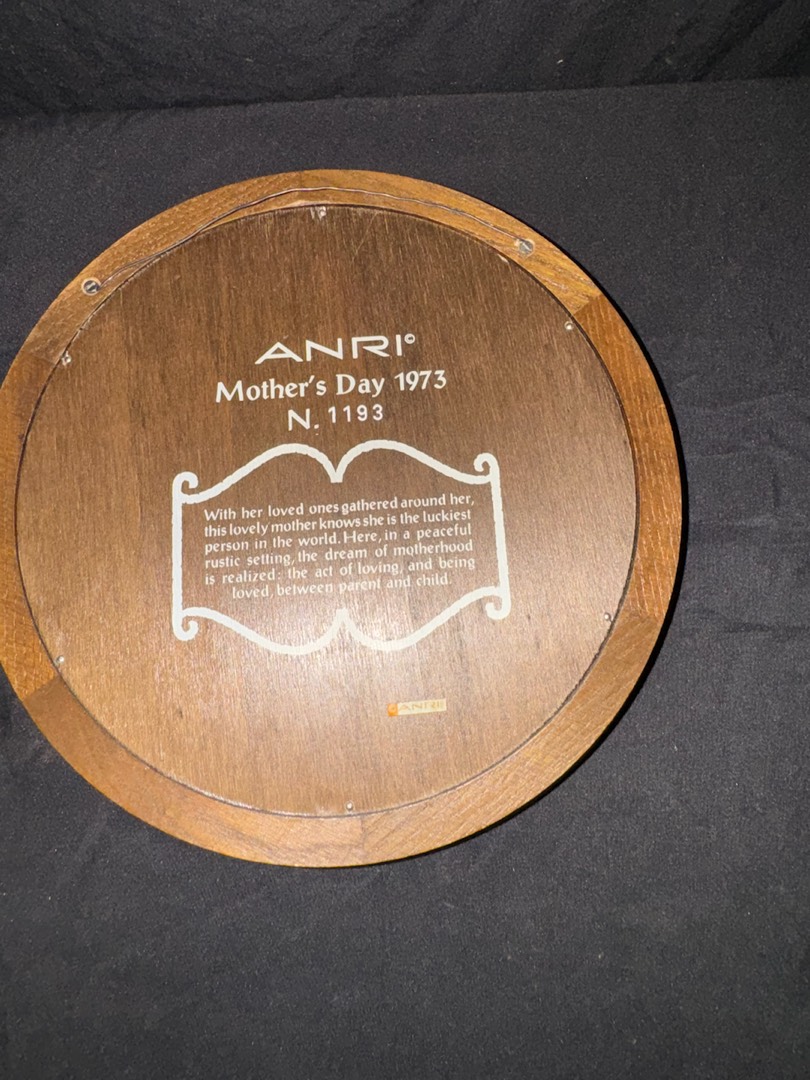 ANRI©
Mother's Day 1973
N. 1193
With her loved ones gathered around her,
this lovely mother knows she is the luckiest
person in the world. Here, in a peaceful
rustic setting, the dream of motherhood
is realized: the act of loving, and being
loved, between parent and child.
ANRI